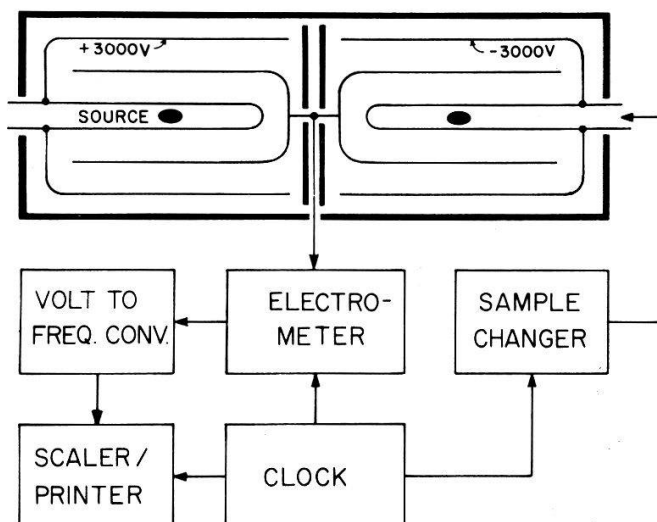 +3000V
-3000V
SOURCE
VOLT TO
FREQ. CONV.
ELECTRO-
METER
SAMPLE
CHANGER
SCALER/
PRINTER
CLOCK